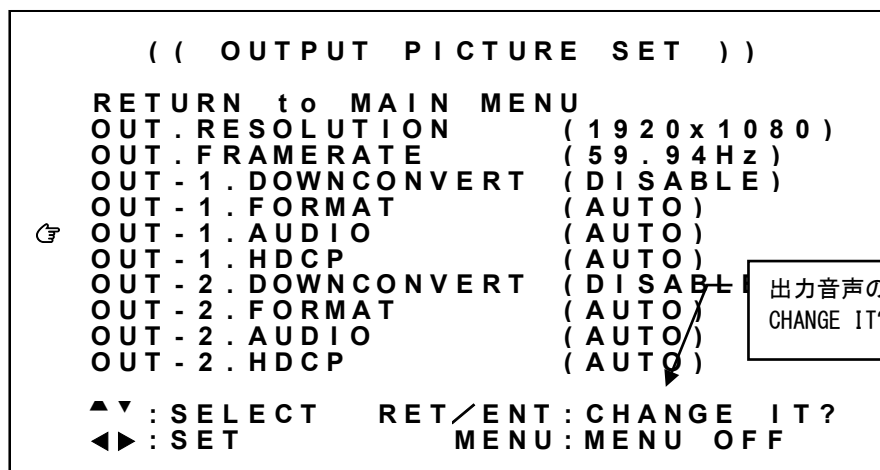 (( OUTPUT PICTURE SET ))
RETURN to MAIN MENU
OUT.RESOLUTION (1920x1080)
OUT.FRAMERATE (59.94Hz)
OUT-1.DOWNCONVERT (DISABLE)
OUT-1.FORMAT (AUTO)
☞ OUT-1.AUDIO (AUTO)
OUT-1.HDCP (AUTO)
OUT-2.DOWNCONVERT (DISABLE
OUT-2.FORMAT (AUTO)
OUT-2.AUDIO (AUTO)
OUT-2.HDCP (AUTO)
出力音声の
CHANGE IT?
▲▼:SELECT RET/ENT:CHANGE IT?
◀▶:SET MENU:MENU OFF